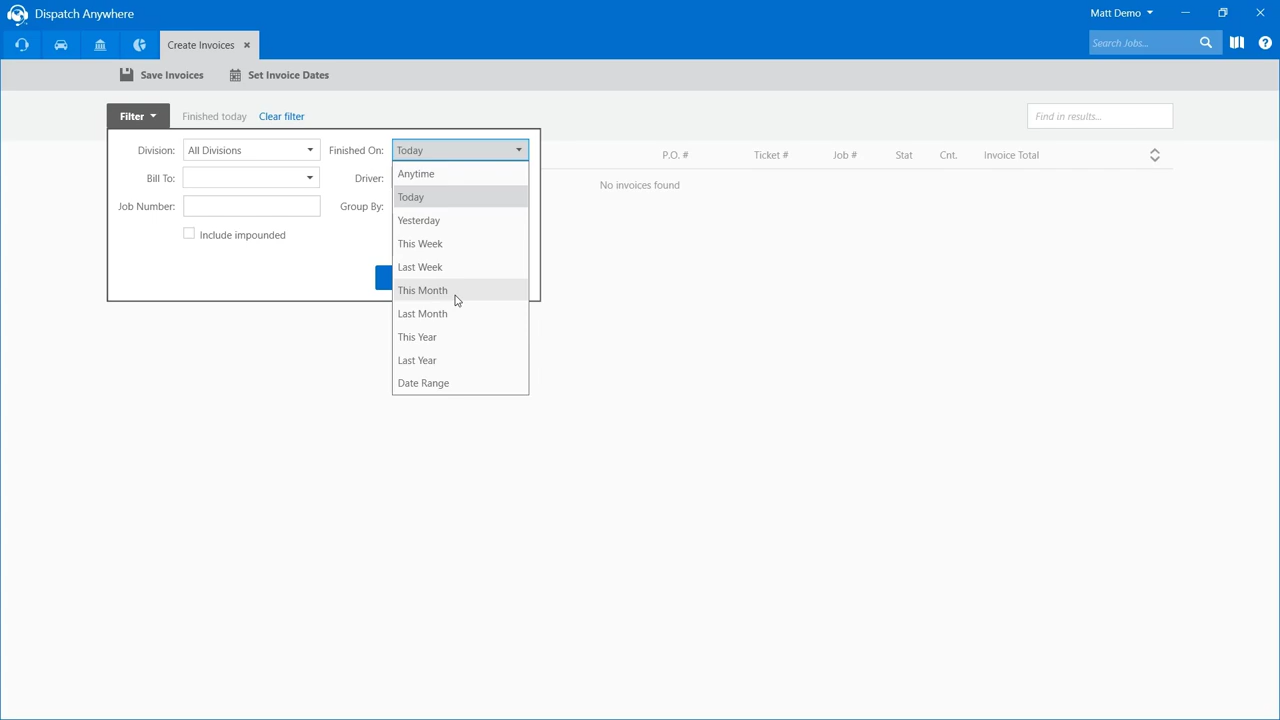 Dispatch Anywhere
Matt Demo
Create Invoices
Search Jobs...
Save Invoices
Set Invoice Dates
Filter
Finished today
Clear filter
Find in results...
Division:
All Divisions
Finished On:
Today
P.O. #
Ticket #
Job #
Stat
Cnt.
Invoice Total
Bill To:
Driver:
No invoices found
Job Number:
Group By:
Include impounded
Anytime
Today
Yesterday
This Week
Last Week
This Month
Last Month
This Year
Last Year
Date Range